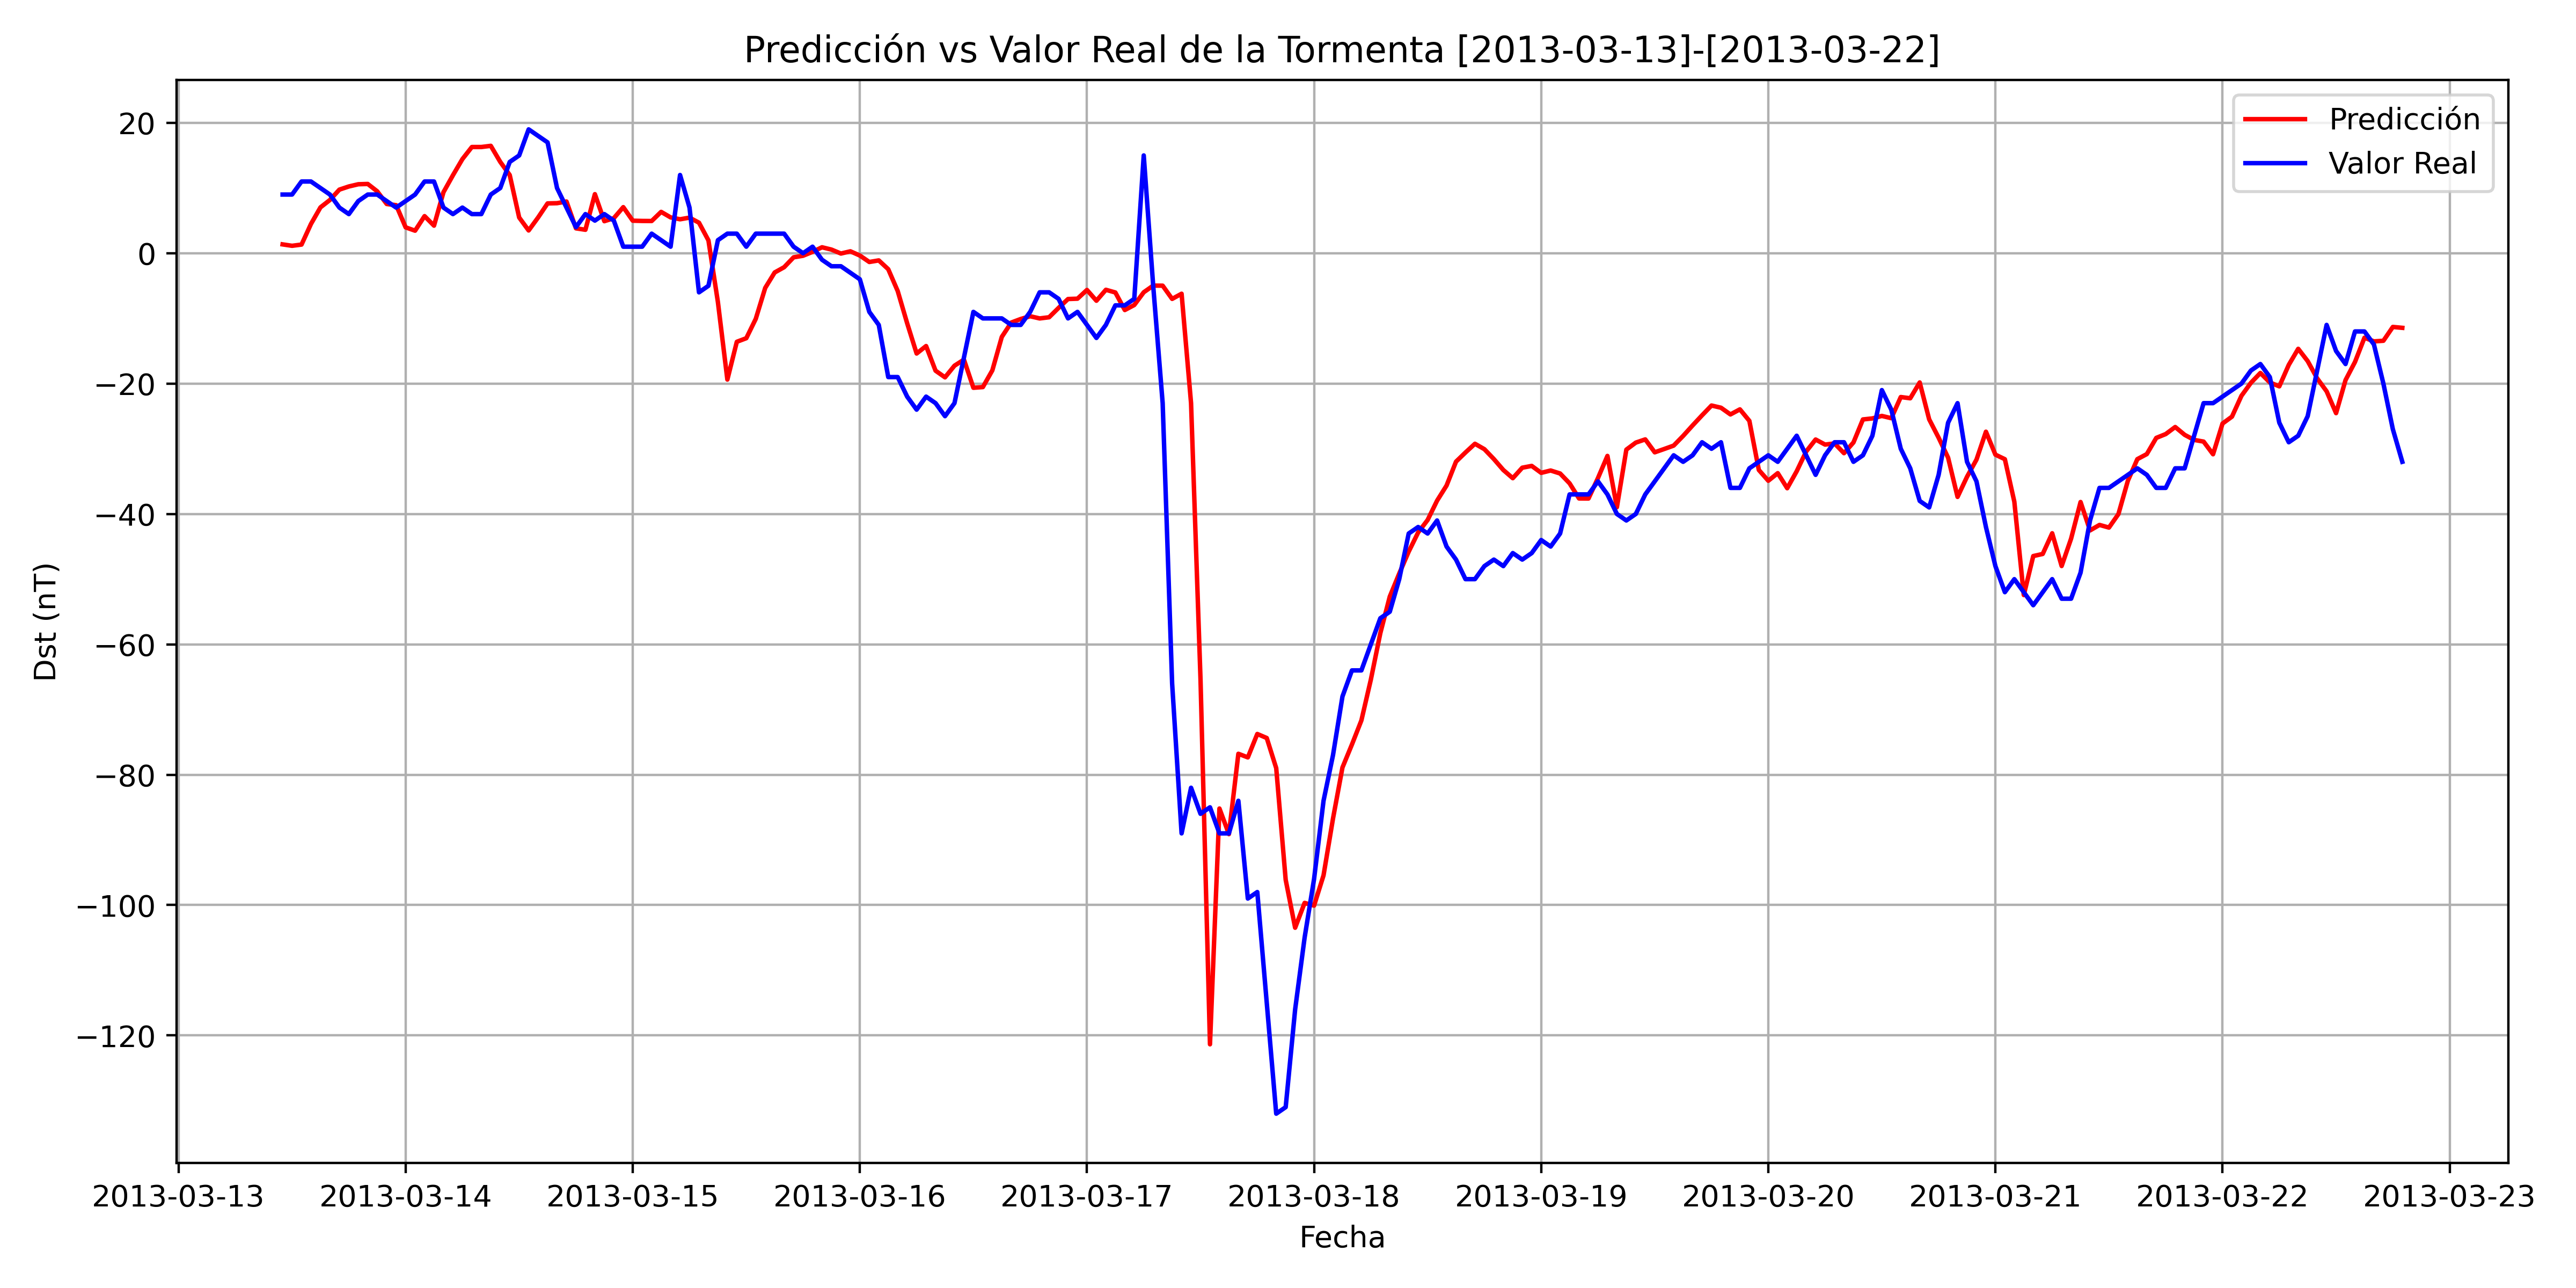 Predicción vs Valor Real de la Tormenta [2013-03-13]-[2013-03-22]
Predicción
Valor Real
20
0
−20
−40
−60
−80
−100
−120
Dst (nT)
2013-03-13 2013-03-14 2013-03-15 2013-03-16 2013-03-17 2013-03-18 2013-03-19 2013-03-20 2013-03-21 2013-03-22 2013-03-23
Fecha